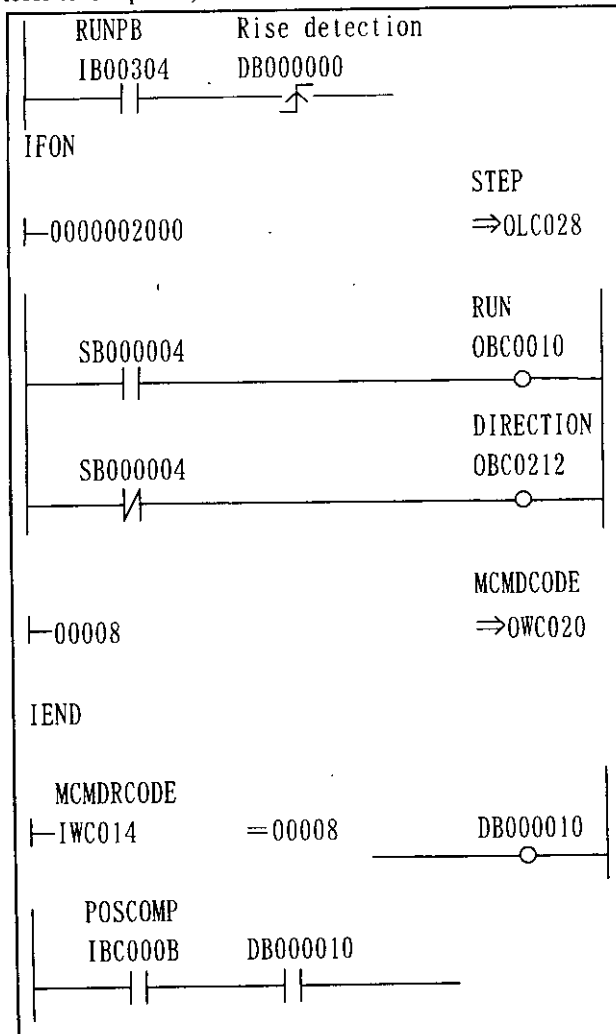 RUNPB Rise detection
IB00304 DB000000
IFON
STEP
0000002000 ⇒OLC028
RUN
SB000004 OBC0010
DIRECTION
SB000004 OBC0212
MCMDCODE
00008 ⇒OWC020
IEND
MCMDRCODE
IWC014 =00008 DB000010
POSCOMP
IBC000B DB000010